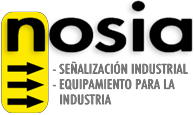 nosia
- SEÑALIZACIÓN INDUSTRIAL
- EQUIPAMIENTO PARA LA
INDUSTRIA